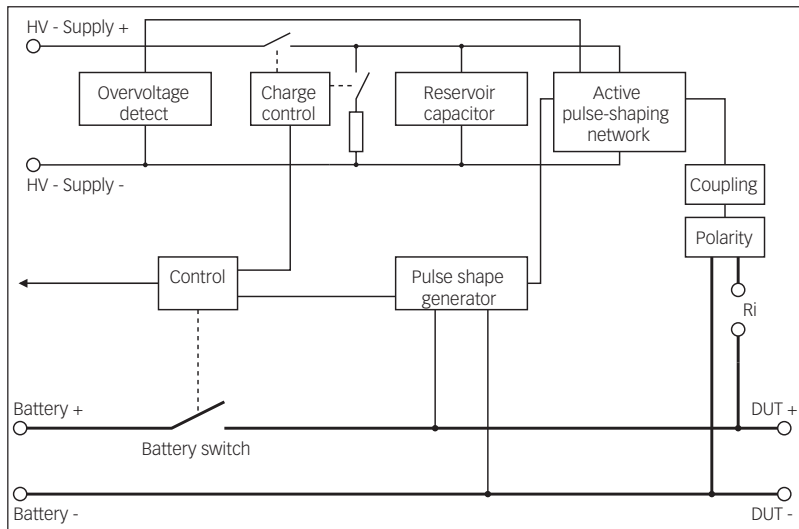 HV - Supply +
Overvoltage
detect
Charge
control
Reservoir
capacitor
Active
pulse-shaping
network
HV - Supply -
Coupling
Polarity
Control
Pulse shape
generator
Ri
Battery +
DUT +
Battery switch
Battery -
DUT -